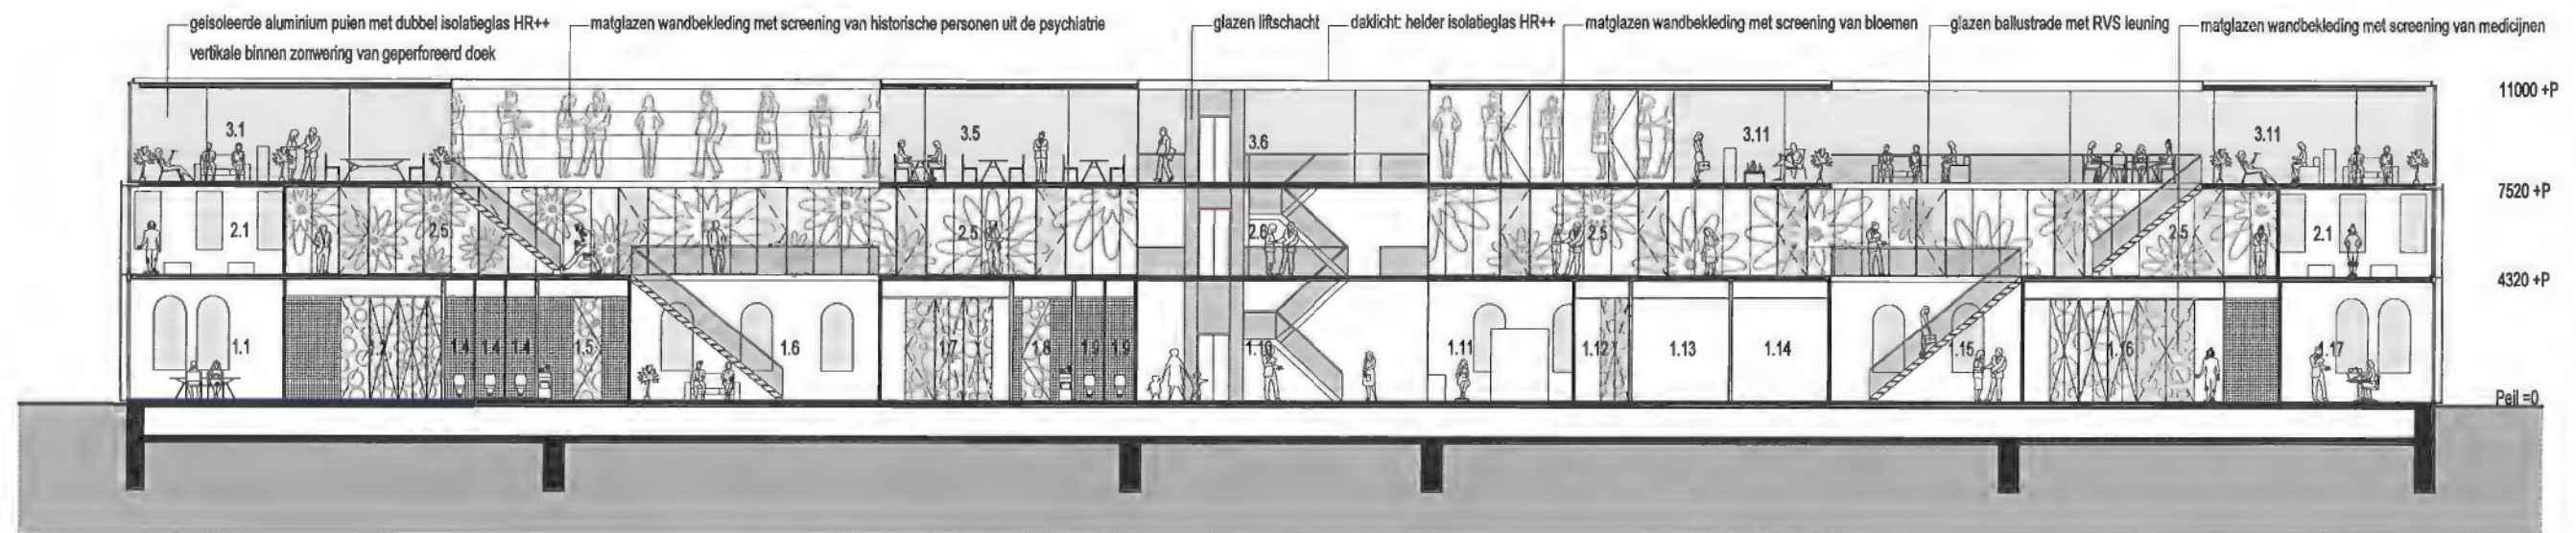 geisoleerde aluminium puien met dubbel isolatieglas HR++
vertikale binnen zonwering van geperforeerd doek
matglazen wandbekleding met screening van historische personen uit de psychiatrie
glazen liftschacht
daklicht: helder isolatieglas HR++
matglazen wandbekleding met screening van bloemen
glazen ballustrade met RVS leuning
matglazen wandbekleding met screening van medicijnen
11000 +P
3.1
3.5
3.6
3.11
3.11
7520 +P
2.1
2.5
2.5
2.6
2.5
2.5
2.1
4320 +P
1.1
1.2
1.4
1.4
1.4
1.5
1.6
1.7
1.8
1.9
1.9
1.10
1.11
1.12
1.13
1.14
1.15
1.16
1.17
Peil =0